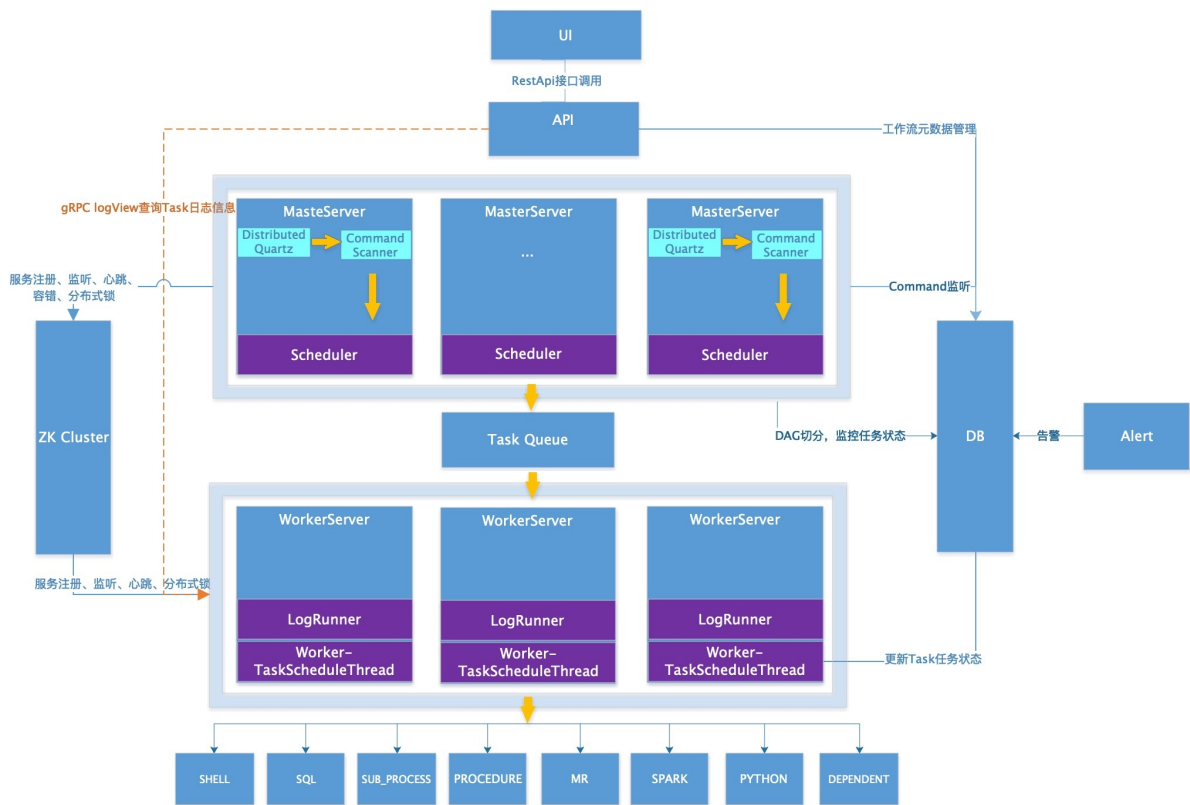 UI
RestApi接口调用
API
工作流元数据管理
gRPC logView查询Task日志信息
MasteServer
Distributed
Quartz
Command
Scanner
Scheduler
MasterServer
...
Scheduler
MasterServer
Distributed
Quartz
Command
Scanner
Scheduler
服务注册、监听、心跳、
容错、分布式锁
Command监听
ZK Cluster
Task Queue
DAG切分，监控任务状态
DB
告警
Alert
WorkerServer
LogRunner
Worker-
TaskScheduleThread
WorkerServer
LogRunner
Worker-
TaskScheduleThread
WorkerServer
LogRunner
Worker-
TaskScheduleThread
服务注册、监听、心跳、分布式锁
更新Task任务状态
SHELL
SQL
SUB_PROCESS
PROCEDURE
MR
SPARK
PYTHON
DEPENDENT